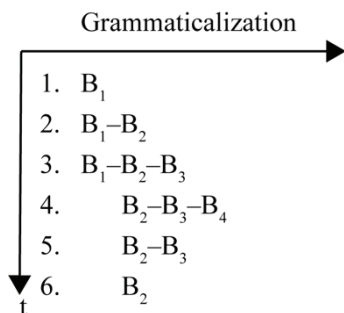 Grammaticalization
1. B₁
2. B₁–B₂
3. B₁–B₂–B₃
4. B₂–B₃–B₄
5. B₂–B₃
6. B₂
t